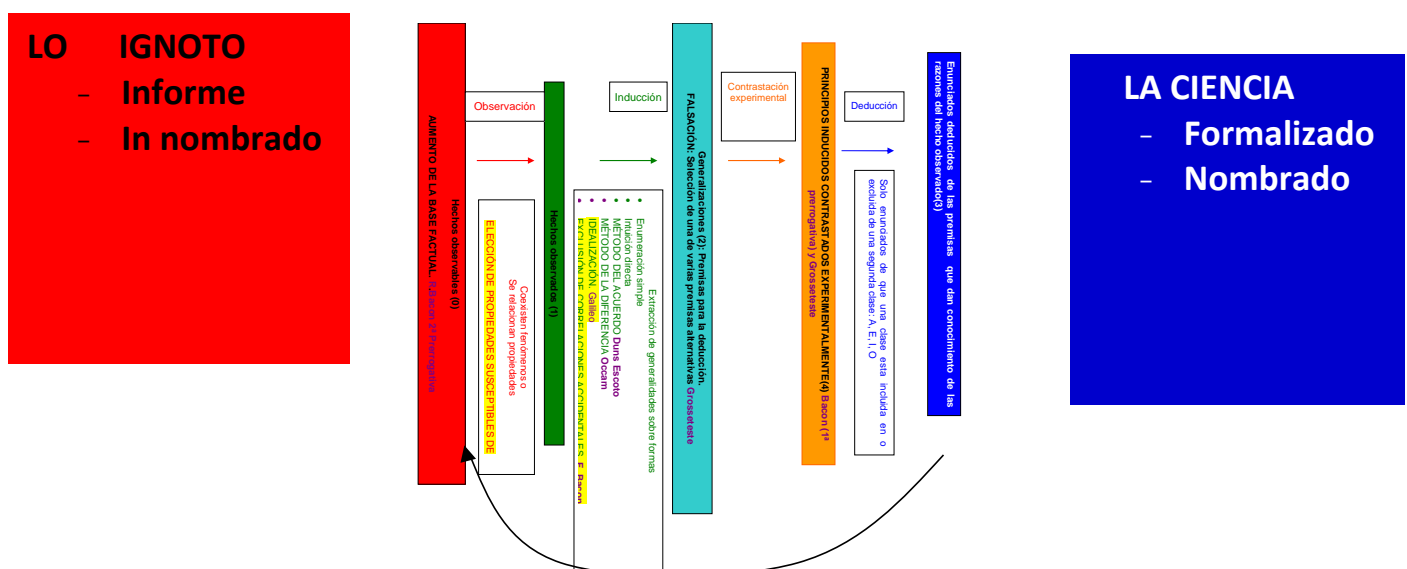 LO IGNOTO
- Informe
- In nombrado
Hechos observables (0)
AUMENTO DE LA BASE FACTUAL. R.Bacon 2ª Prerrogativa
Observación
Coexisten fenómenos o
Se relacionan propiedades
ELECCIÓN DE PROPIEDADES SUSCEPTIBLES DE
Hechos observados (1)
Inducción
Extracción de generalidades sobre formas
• Enumeración simple
• Intuición directa
• MÉTODO DEL ACUERDO Duns Escoto
• MÉTODO DE LA DIFERENCIA Occam
• IDEALIZACIÓN. Galileo
• EXCLUSIÓN DE CORRELACIONES ACCIDENTALES. F. Bacon
Generalizaciones (2): Premisas para la deducción.
FALSACIÓN: Selección de una de varias premisas alternativas Grosseteste
Contrastación
experimental
PRINCIPIOS INDUCIDOS CONTRASTADOS EXPERIMENTALMENTE(4) Bacon (1ª
prerrogativa) y Grosseteste
Deducción
Solo enunciados de que una clase esta incluida en o
excluida de una segunda clase: A, E, I, O
Enunciados deducidos de las premisas que dan conocimiento de las
razones del hecho observado(3)
LA CIENCIA
- Formalizado
- Nombrado